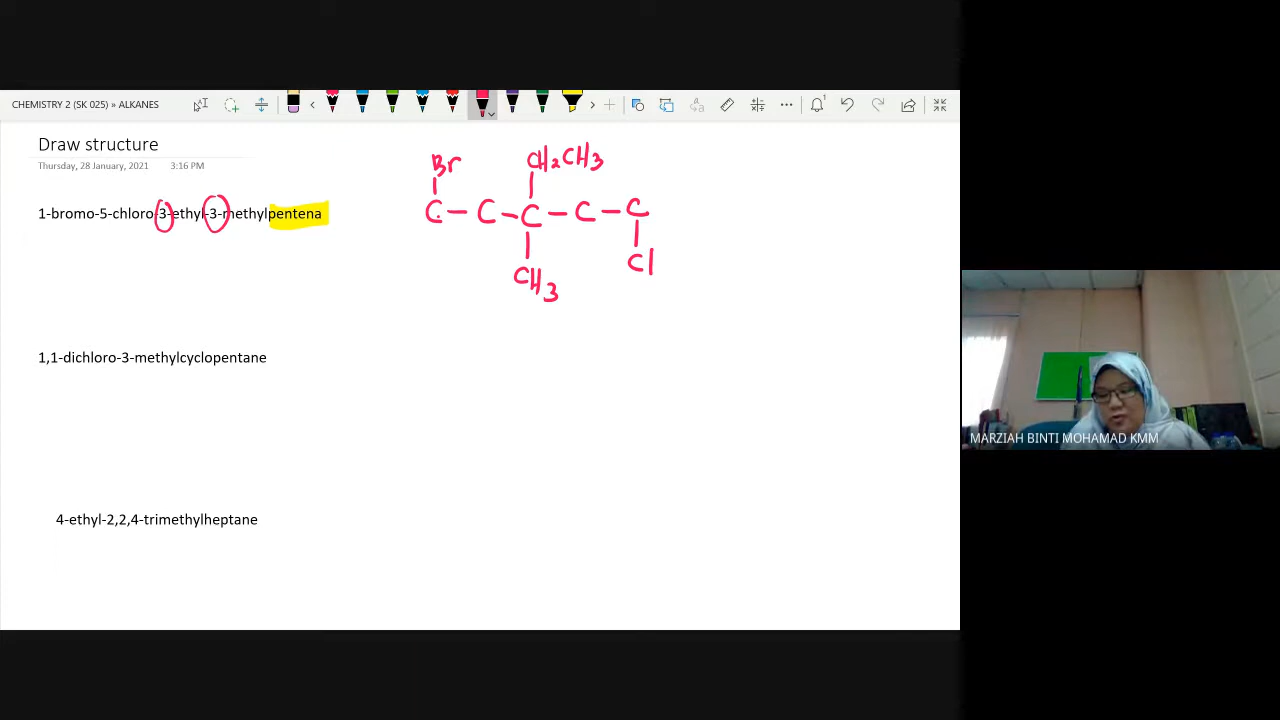 CHEMISTRY 2 (SK 025) » ALKANES
Draw structure
Thursday, 28 January, 2021 3:16 PM
1-bromo-5-chloro-3-ethyl-3-methylpentena
Br CH2CH3
C - C - C - C - C
CH3 Cl
1,1-dichloro-3-methylcyclopentane
4-ethyl-2,2,4-trimethylheptane
MARZIAH BINTI MOHAMAD KMM